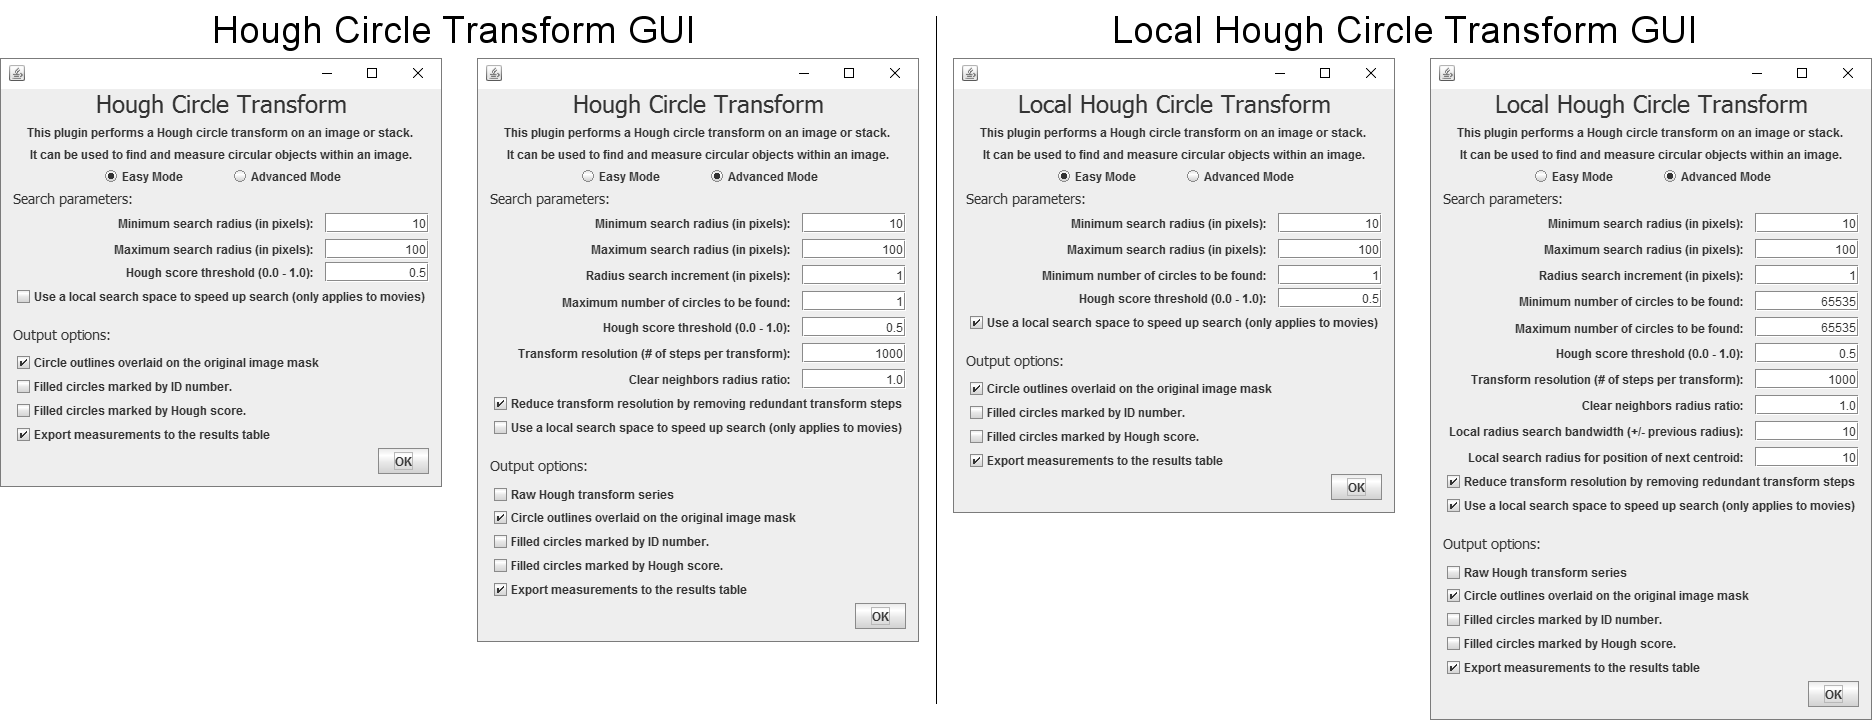 Hough Circle Transform GUI
Hough Circle Transform
This plugin performs a Hough circle transform on an image or stack.
It can be used to find and measure circular objects within an image.
Easy Mode Advanced Mode
Search parameters:
Minimum search radius (in pixels): 10
Maximum search radius (in pixels): 100
Hough score threshold (0.0 - 1.0): 0.5
Use a local search space to speed up search (only applies to movies)
Output options:
Circle outlines overlaid on the original image mask
Filled circles marked by ID number.
Filled circles marked by Hough score.
Export measurements to the results table
OK
Hough Circle Transform
This plugin performs a Hough circle transform on an image or stack.
It can be used to find and measure circular objects within an image.
Easy Mode Advanced Mode
Search parameters:
Minimum search radius (in pixels): 10
Maximum search radius (in pixels): 100
Radius search increment (in pixels): 1
Maximum number of circles to be found: 1
Hough score threshold (0.0 - 1.0): 0.5
Transform resolution (# of steps per transform): 1000
Clear neighbors radius ratio: 1.0
Reduce transform resolution by removing redundant transform steps
Use a local search space to speed up search (only applies to movies)
Output options:
Raw Hough transform series
Circle outlines overlaid on the original image mask
Filled circles marked by ID number.
Filled circles marked by Hough score.
Export measurements to the results table
OK
Local Hough Circle Transform GUI
Local Hough Circle Transform
This plugin performs a Hough circle transform on an image or stack.
It can be used to find and measure circular objects within an image.
Easy Mode Advanced Mode
Search parameters:
Minimum search radius (in pixels): 10
Maximum search radius (in pixels): 100
Minimum number of circles to be found: 1
Hough score threshold (0.0 - 1.0): 0.5
Use a local search space to speed up search (only applies to movies)
Output options:
Circle outlines overlaid on the original image mask
Filled circles marked by ID number.
Filled circles marked by Hough score.
Export measurements to the results table
OK
Local Hough Circle Transform
This plugin performs a Hough circle transform on an image or stack.
It can be used to find and measure circular objects within an image.
Easy Mode Advanced Mode
Search parameters:
Minimum search radius (in pixels): 10
Maximum search radius (in pixels): 100
Radius search increment (in pixels): 1
Minimum number of circles to be found: 65535
Maximum number of circles to be found: 65535
Hough score threshold (0.0 - 1.0): 0.5
Transform resolution (# of steps per transform): 1000
Clear neighbors radius ratio: 1.0
Local radius search bandwidth (+/- previous radius): 10
Local search radius for position of next centroid: 10
Reduce transform resolution by removing redundant transform steps
Use a local search space to speed up search (only applies to movies)
Output options:
Raw Hough transform series
Circle outlines overlaid on the original image mask
Filled circles marked by ID number.
Filled circles marked by Hough score.
Export measurements to the results table
OK